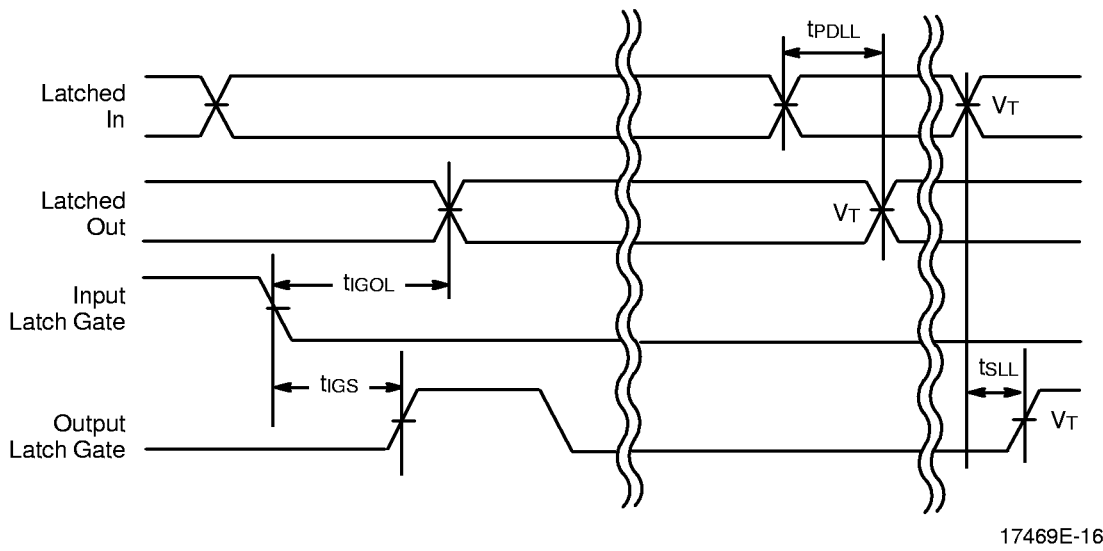 tPDLL
Latched
In
VT
Latched
Out
VT
tIGOL
Input
Latch Gate
tIGS
tSLL
Output
Latch Gate
VT
17469E-16